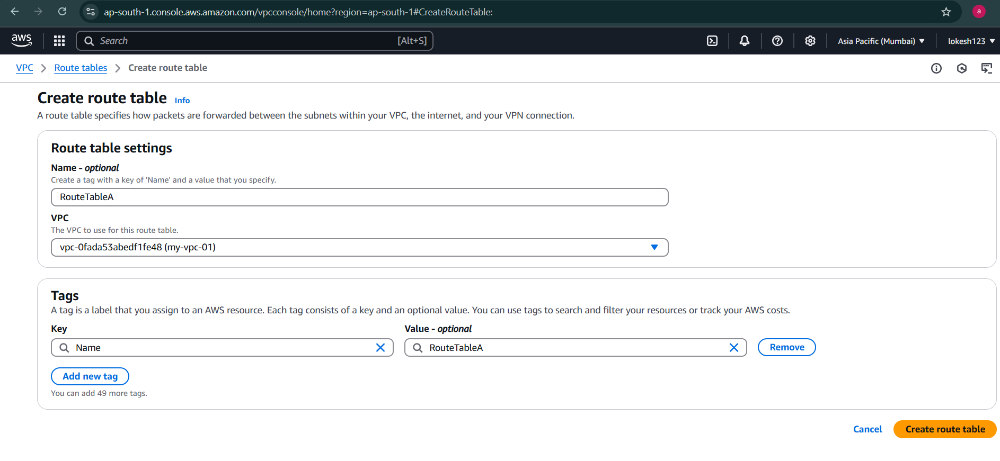 ap-south-1.console.aws.amazon.com/vpcconsole/home?region=ap-south-1#CreateRouteTable:
a
aws
Search
[Alt+S]
Asia Pacific (Mumbai)
lokesh123
VPC
Route tables
Create route table
Create route table Info
A route table specifies how packets are forwarded between the subnets within your VPC, the internet, and your VPN connection.
Route table settings
Name - optional
Create a tag with a key of 'Name' and a value that you specify.
RouteTableA
VPC
The VPC to use for this route table.
vpc-0fada53abedf1fe48 (my-vpc-01)
Tags
A tag is a label that you assign to an AWS resource. Each tag consists of a key and an optional value. You can use tags to search and filter your resources or track your AWS costs.
Key
Value - optional
Name
RouteTableA
Remove
Add new tag
You can add 49 more tags.
Cancel
Create route table